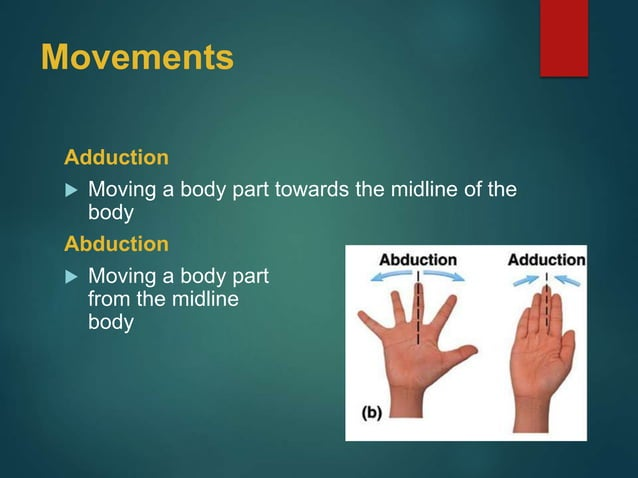 Movements
Adduction
Moving a body part towards the midline of the
body
Abduction
Moving a body part
from the midline
body
Abduction
Adduction
(b)